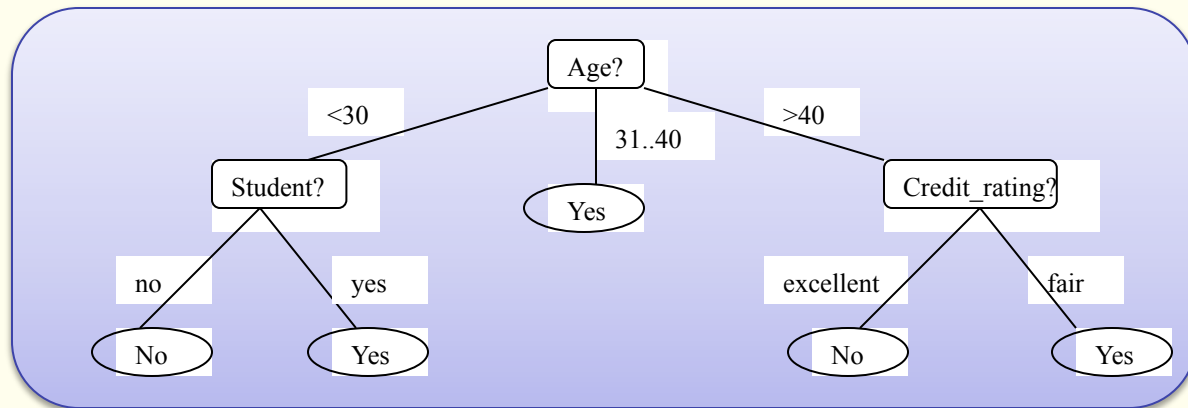 Age?
<30
31..40
>40
Student?
Yes
Credit_rating?
no
yes
excellent
fair
No
Yes
No
Yes